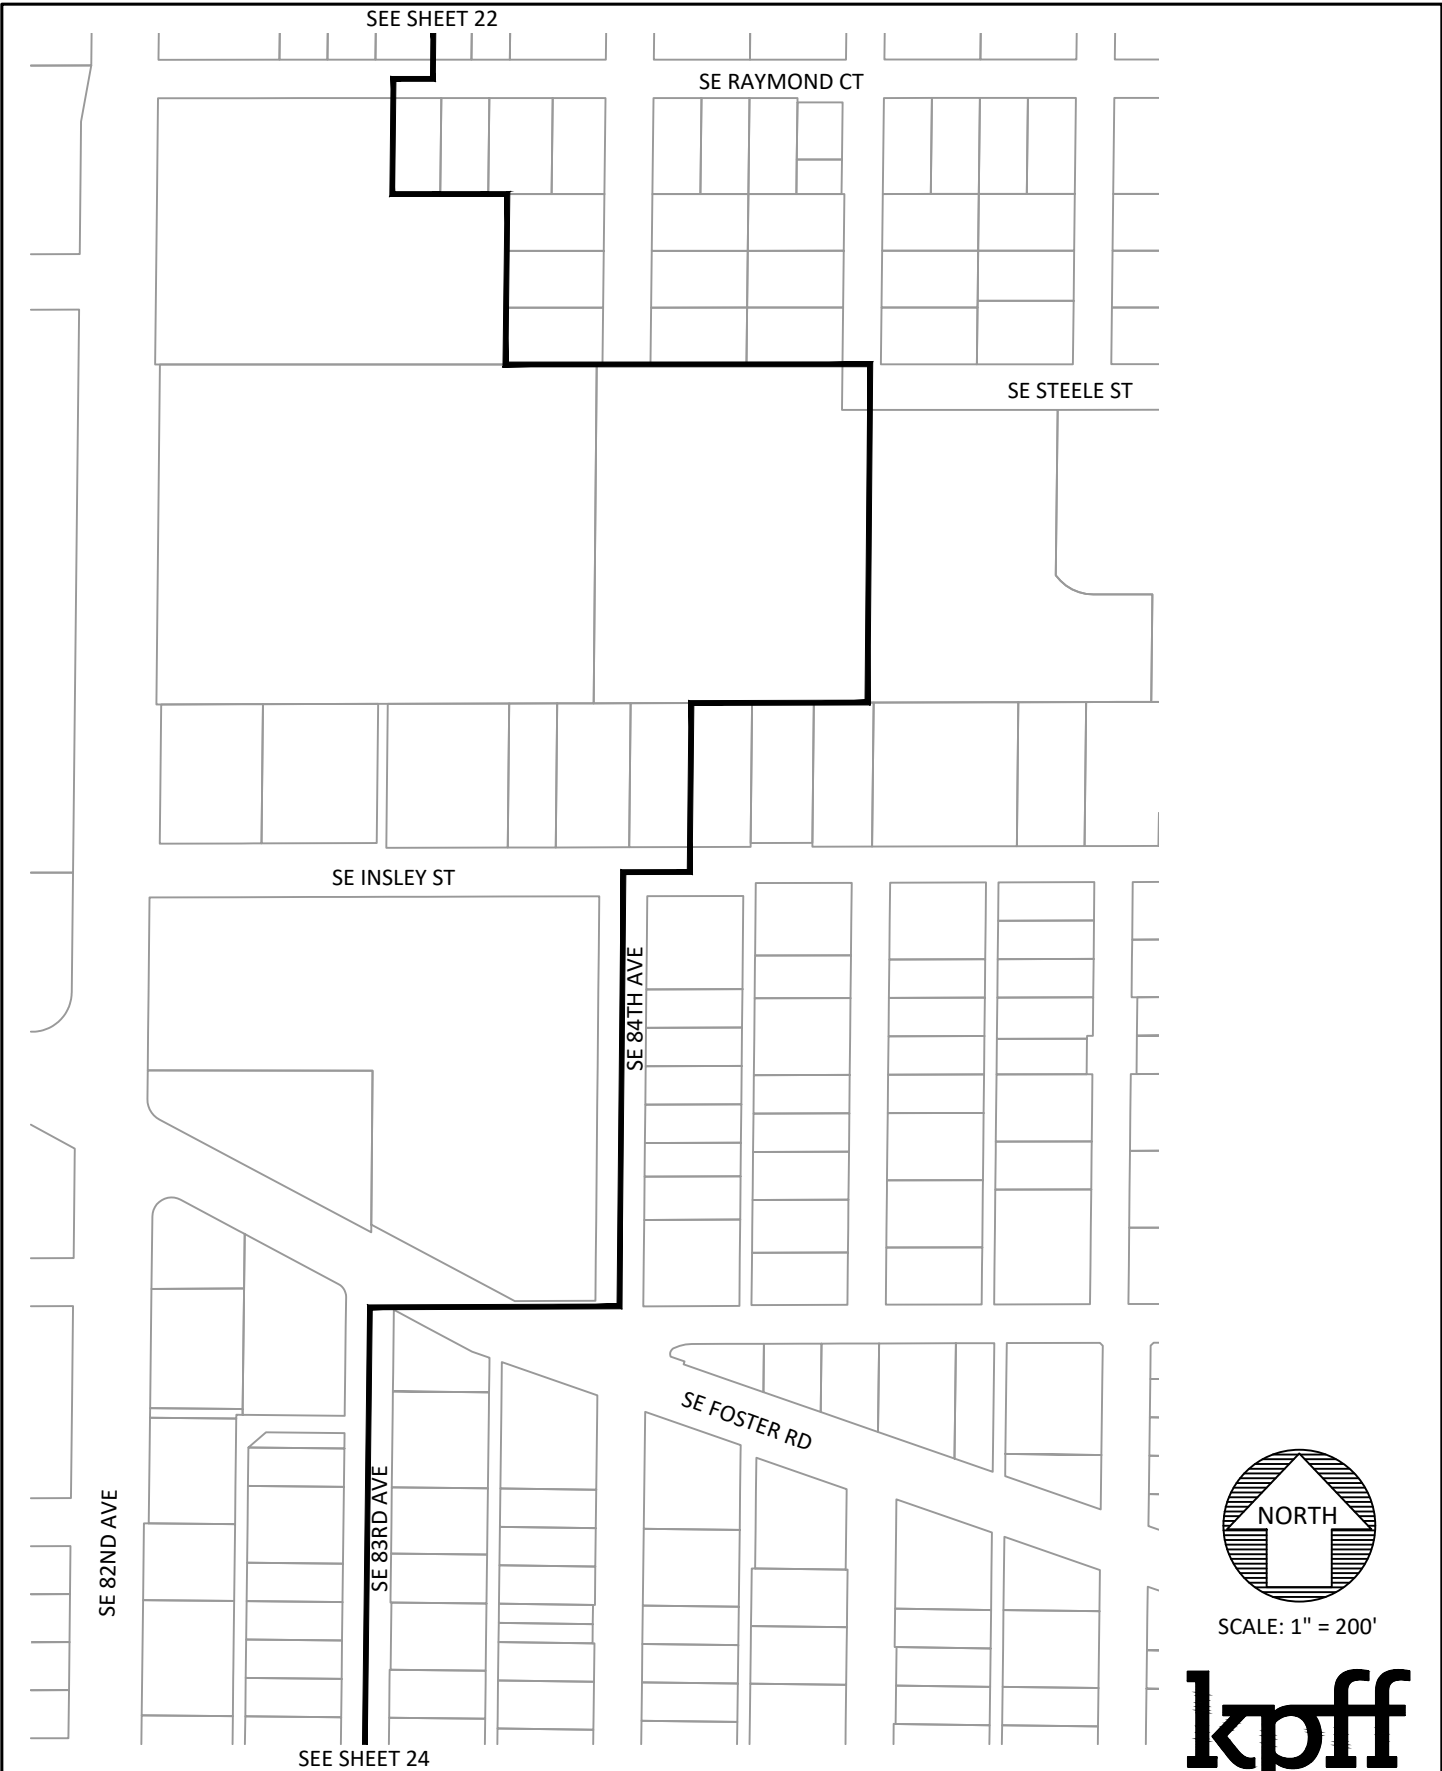 SEE SHEET 22
SE RAYMOND CT
SE STEELE ST
SE INSLEY ST
SE 84TH AVE
SE FOSTER RD
SE 83RD AVE
SE 82ND AVE
NORTH
SCALE: 1" = 200'
kpff
SEE SHEET 24